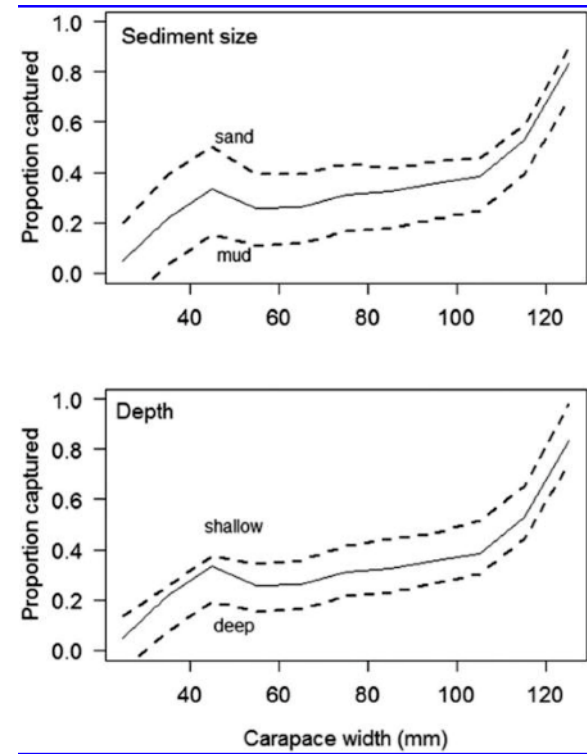 Sediment size
Proportion captured
1.0
0.8
0.6
0.4
0.2
0.0
sand
mud
40 60 80 100 120
Depth
Proportion captured
1.0
0.8
0.6
0.4
0.2
0.0
shallow
deep
40 60 80 100 120
Carapace width (mm)